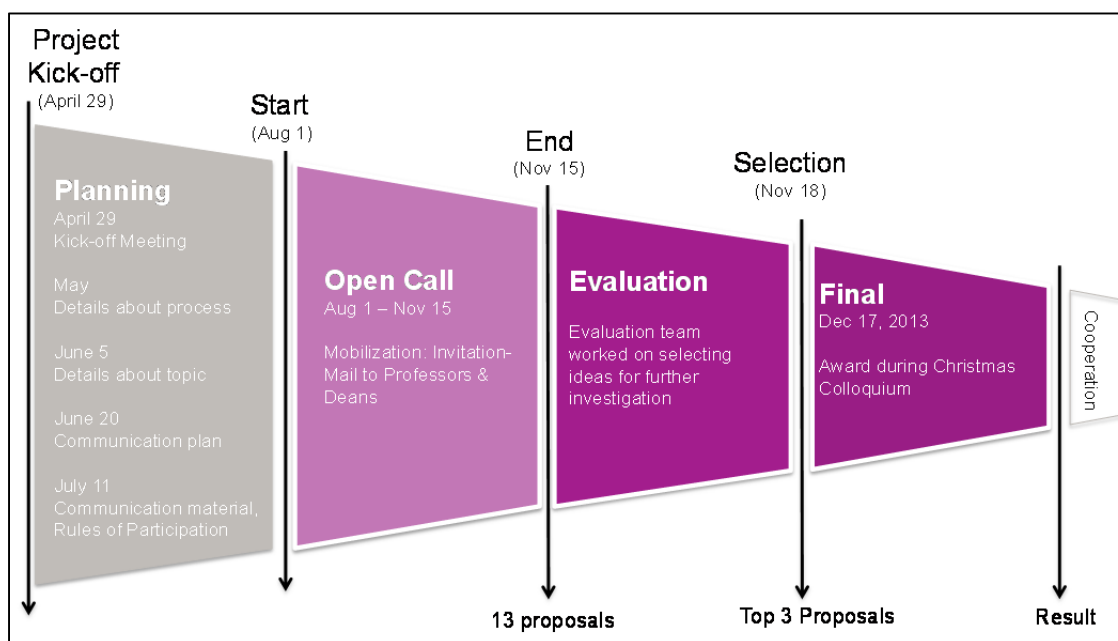 Project
Kick-off
(April 29)
Start
(Aug 1)
End
(Nov 15)
Selection
(Nov 18)
Planning
April 29
Kick-off Meeting
May
Details about process
June 5
Details about topic
June 20
Communication plan
July 11
Communication material,
Rules of Participation
Open Call
Aug 1 – Nov 15
Mobilization: Invitation-
Mail to Professors &
Deans
Evaluation
Evaluation team
worked on selecting
ideas for further
investigation
Final
Dec 17, 2013
Award during Christmas
Colloquium
Cooperation
13 proposals
Top 3 Proposals
Result